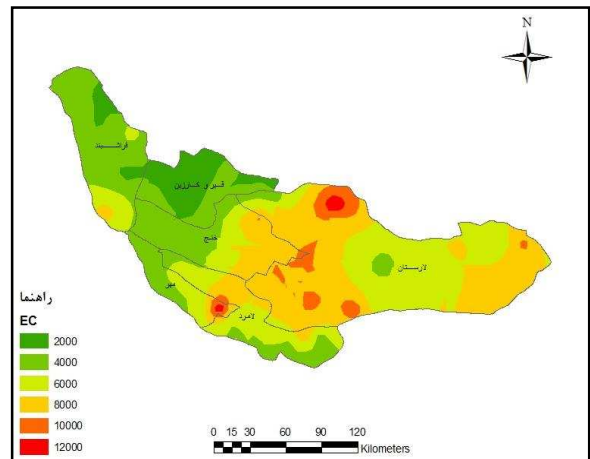 N
فراشبند
قیر و کارزین
خنج
لارستان
مهر
لامرد
راهنما
EC
2000
4000
6000
8000
10000
12000
0 15 30 60 90 120
Kilometers